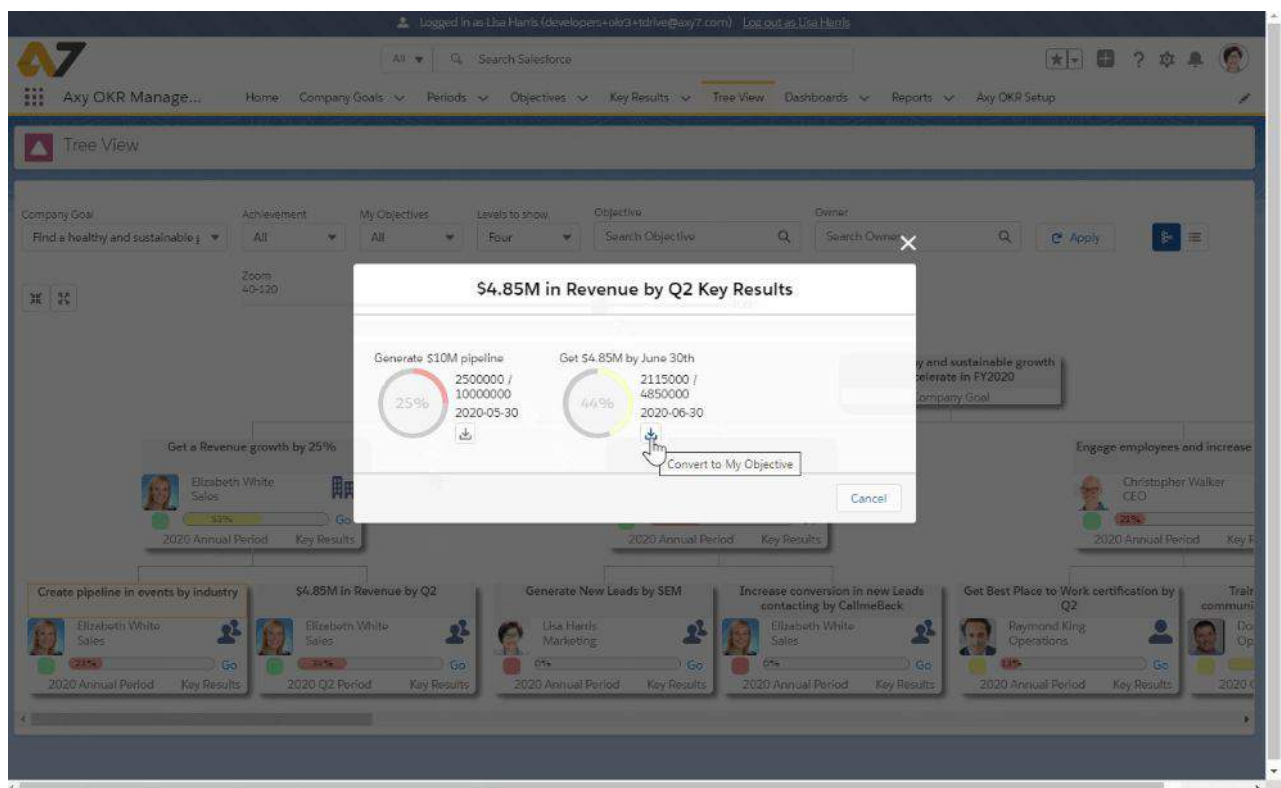 Logged in as Lisa Harris (developers+okr3+tdrive@axy7.com) Log out as Lisa Harris
A7
All
Search Salesforce
Axy OKR Manage...
Home
Company Goals
Periods
Objectives
Key Results
Tree View
Dashboards
Reports
Axy OKR Setup
Tree View
Company Goal
Achievement
My Objectives
Levels to show
Objective
Owner
Find a healthy and sustainable g
All
All
Four
Search Objective
Search Owner
Apply
Zoom
40-120
$4.85M in Revenue by Q2 Key Results
Generate $10M pipeline
25%
2500000 /
10000000
2020-05-30
Get $4.85M by June 30th
44%
2115000 /
4850000
2020-06-30
Convert to My Objective
Cancel
and sustainable growth
in FY2020
Company Goal
Get a Revenue growth by 25%
Elizabeth White
Sales
53%
Go
2020 Annual Period
Key Results
2020 Annual Period
Key Results
Engage employees and increase
Christopher Walker
CEO
21%
2020 Annual Period
Create pipeline in events by industry
Elizabeth White
Sales
Go
2020 Annual Period
Key Results
$4.85M in Revenue by Q2
Elizabeth White
Sales
Go
2020 Q2 Period
Key Results
Generate New Leads by SEM
Lisa Harris
Marketing
0%
Go
2020 Annual Period
Key Results
Increase conversion in new Leads
contacting by CallmeBack
Elizabeth White
Sales
0%
Go
2020 Annual Period
Key Results
Get Best Place to Work certification by
Q2
Raymond King
Operations
Go
2020 Annual Period
Key Results
Train
communi
Do
Op
2020